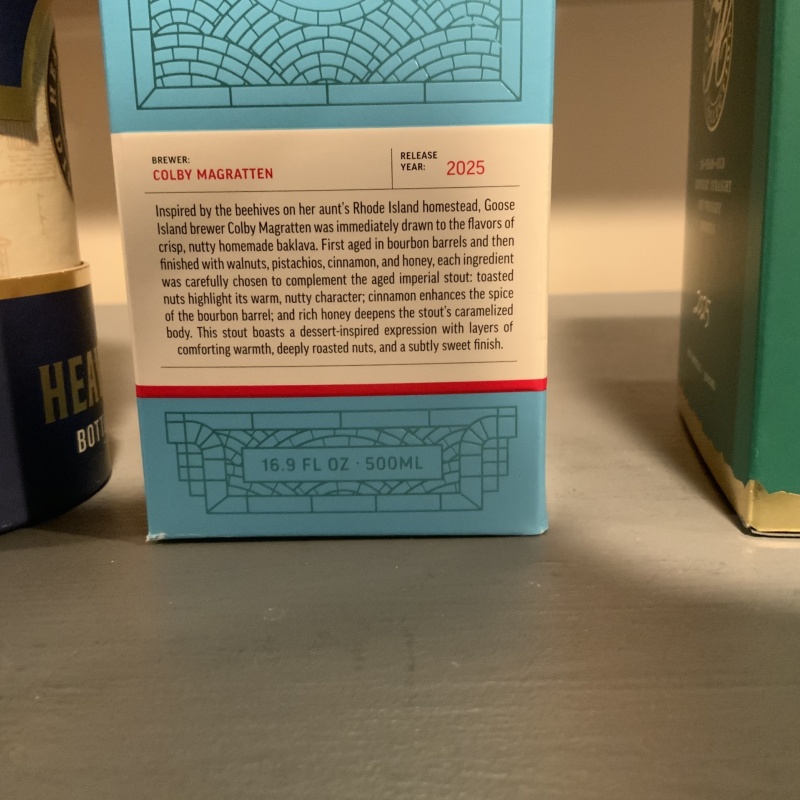 BREWER:
COLBY MAGRATTEN
RELEASE
YEAR:
2025
Inspired by the beehives on her aunt's Rhode Island homestead, Goose
Island brewer Colby Magratten was immediately drawn to the flavors of
crisp, nutty homemade baklava. First aged in bourbon barrels and then
finished with walnuts, pistachios, cinnamon, and honey, each ingredient
was carefully chosen to complement the aged imperial stout: toasted
nuts highlight its warm, nutty character; cinnamon enhances the spice
of the bourbon barrel; and rich honey deepens the stout's caramelized
body. This stout boasts a dessert-inspired expression with layers of
comforting warmth, deeply roasted nuts, and a subtly sweet finish.
16.9 FL OZ · 500ML
HEA
BOT
2025